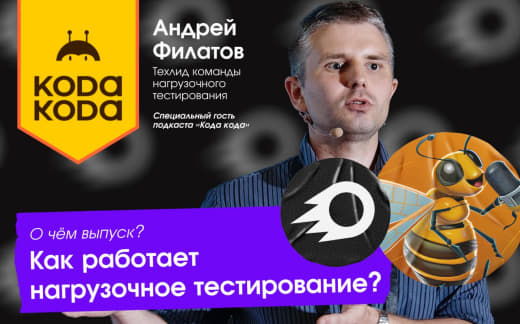 KODA
KODA
Андрей
Филатов
Техлид команды
нагрузочного
тестирования
Специальный гость
подкаста «Кода кода»
О чём выпуск?
Как работает
нагрузочное тестирование?